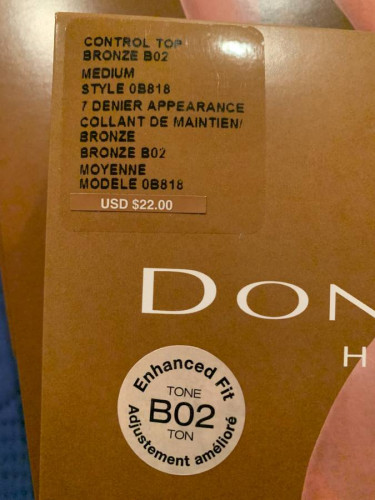 CONTROL TOP
BRONZE B02
MEDIUM
STYLE 0B818
7 DENIER APPEARANCE
COLLANT DE MAINTIEN/
BRONZE
BRONZE B02
MOYENNE
MODELE 0B818
USD $22.00
DON
H
Enhanced Fit
TONE
B02
TON
Adjustement amélioré